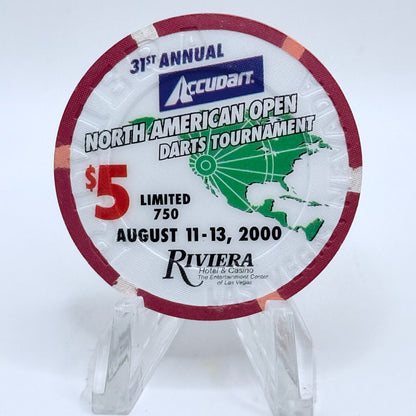 31ST ANNUAL
ACCUDART
NORTH AMERICAN OPEN
DARTS TOURNAMENT
$5
LIMITED
750
AUGUST 11-13, 2000
RIVIERA
Hotel & Casino
The Entertainment Center
of Las Vegas